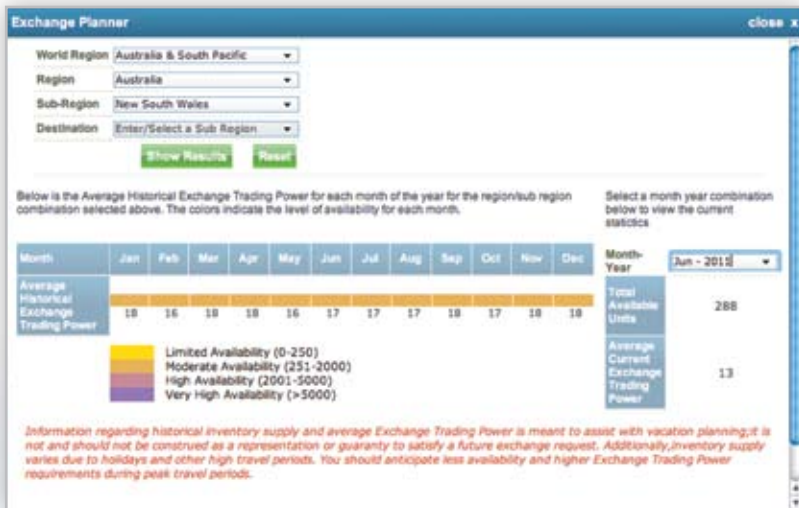 Exchange Planner close x
World Region Australia & South Pacific
Region Australia
Sub-Region New South Wales
Destination Enter/Select a Sub Region
Show Results Reset
Below is the Average Historical Exchange Trading Power for each month of the year for the region/sub region
combination selected above. The colors indicate the level of availability for each month.
Select a month year combination
below to view the current
statictics
Month Jan Feb Mar Apr May Jun Jul Aug Sep Oct Nov Dec
Average
Historical
Exchange
Trading Power
18 16 18 18 16 17 17 17 18 17 18 18
Month-
Year
Jun - 2011
Total
Available
Units
288
Average
Current
Exchange
Trading
Power
13
Limited Availability (0-250)
Moderate Availability (251-2000)
High Availability (2001-5000)
Very High Availability (>5000)
Information regarding historical inventory supply and average Exchange Trading Power is meant to assist with vacation planning;it is
not and should not be construed as a representation or guaranty to satisfy a future exchange request. Additionally,inventory supply
varies due to holidays and other high travel periods. You should anticipate less availability and higher Exchange Trading Power
requirements during peak travel periods.